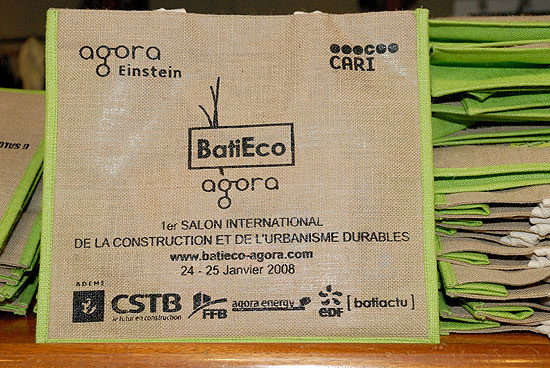 agora
Einstein
CARI
BatiEco
agora
1er SALON INTERNATIONAL
DE LA CONSTRUCTION ET DE L'URBANISME DURABLES
www.batieco-agora.com
24 - 25 Janvier 2008
ADEME
CSTB
le futur en construction
FFB
agora energy
eDF
[batiactu]